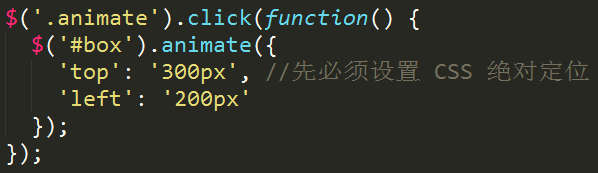 $('.animate').click(function() {
  $('#box').animate({
    'top': '300px', //先必须设置 CSS 绝对定位
    'left': '200px'
  });
});